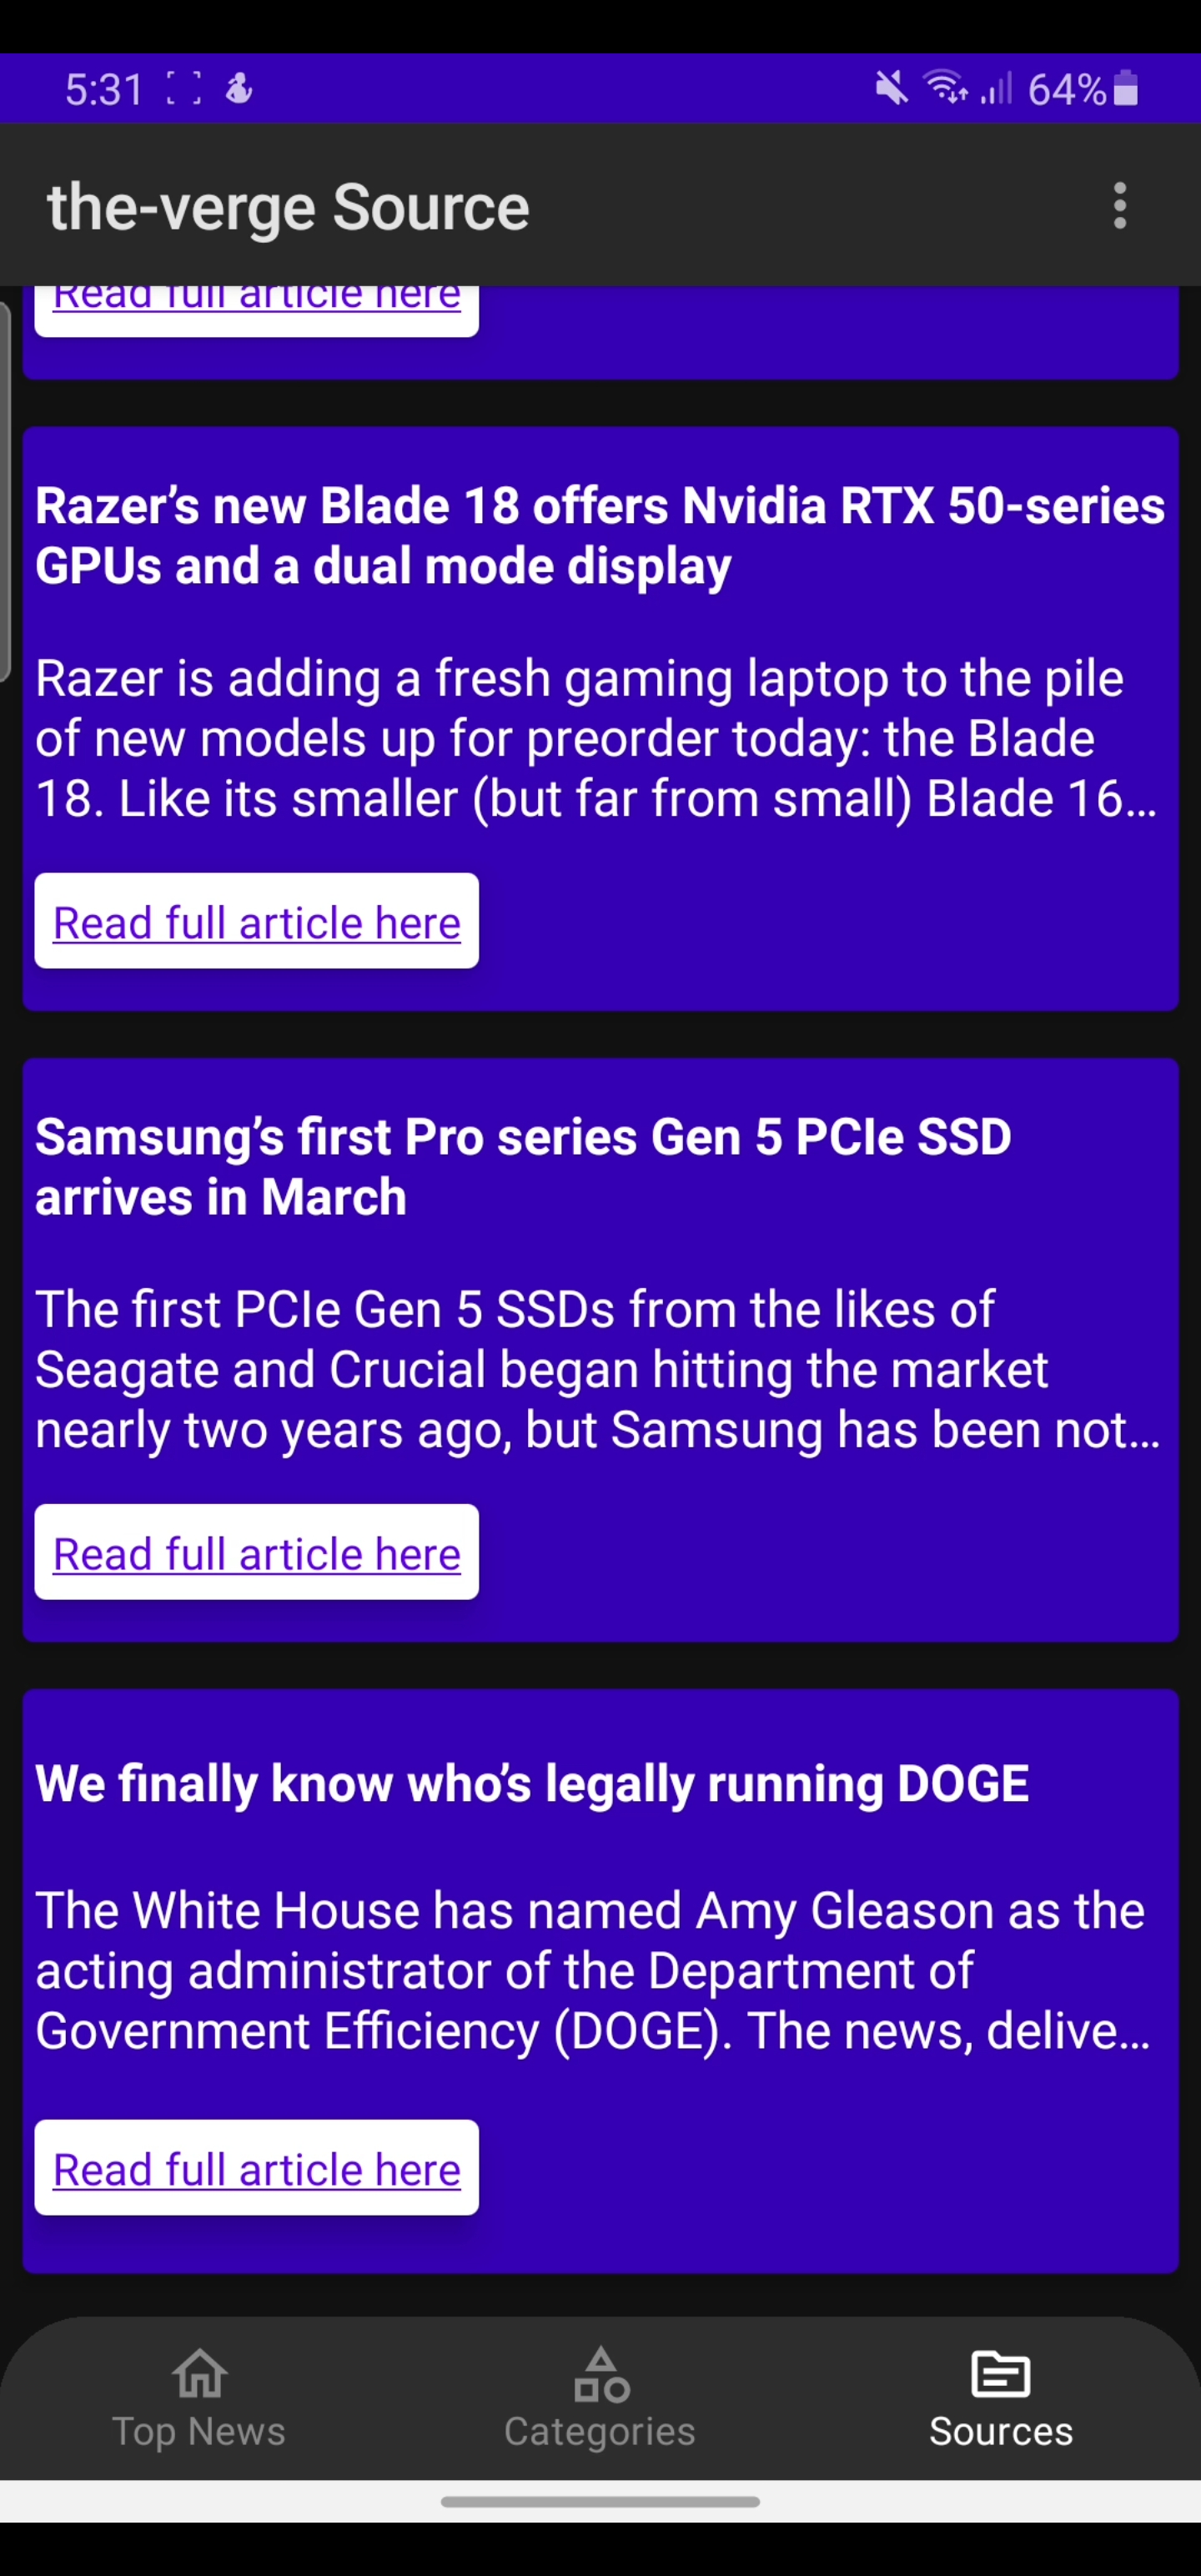 5:31
64%
the-verge Source
Read full article here
Razer’s new Blade 18 offers Nvidia RTX 50-series
GPUs and a dual mode display
Razer is adding a fresh gaming laptop to the pile
of new models up for preorder today: the Blade
18. Like its smaller (but far from small) Blade 16...
Read full article here
Samsung’s first Pro series Gen 5 PCIe SSD
arrives in March
The first PCIe Gen 5 SSDs from the likes of
Seagate and Crucial began hitting the market
nearly two years ago, but Samsung has been not...
Read full article here
We finally know who’s legally running DOGE
The White House has named Amy Gleason as the
acting administrator of the Department of
Government Efficiency (DOGE). The news, delive...
Read full article here
Top News
Categories
Sources